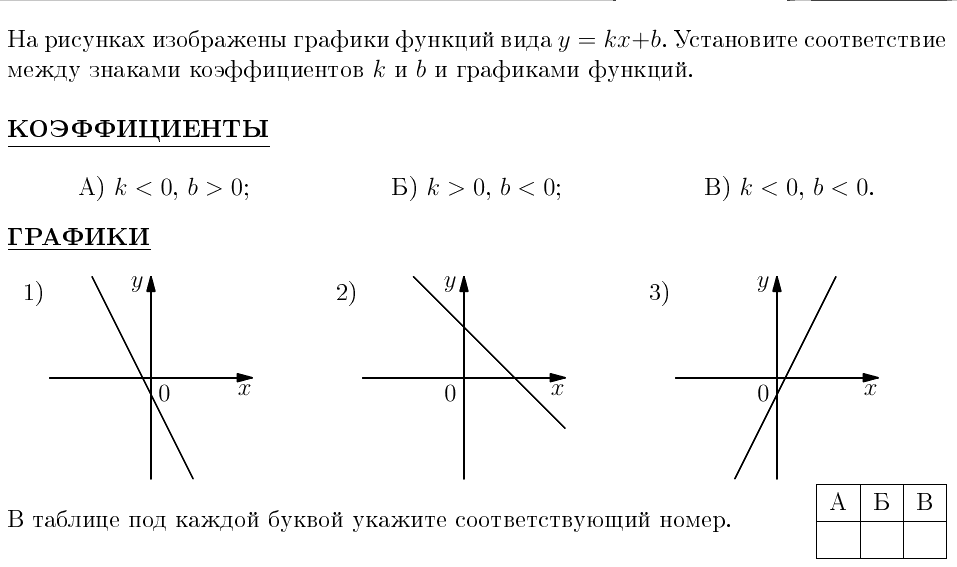 На рисунках изображены графики функций вида y = kx+b. Установите соответствие
между знаками коэффициентов k и b и графиками функций.
КОЭФФИЦИЕНТЫ
А) k < 0, b > 0; Б) k > 0, b < 0; В) k < 0, b < 0.
ГРАФИКИ
1) y 0 x 2) y 0 x 3) y 0 x
В таблице под каждой буквой укажите соответствующий номер.
А Б В